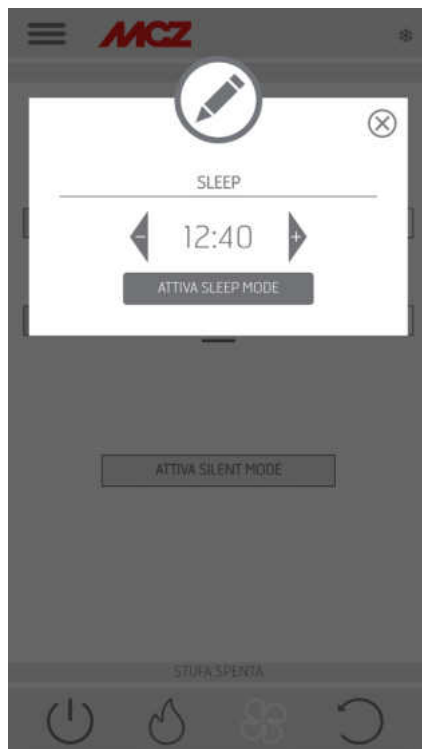 MCZ
SLEEP
- 12:40 +
ATTIVA SLEEP MODE
ATTIVA SILENT MODE
STUFA SPENTA